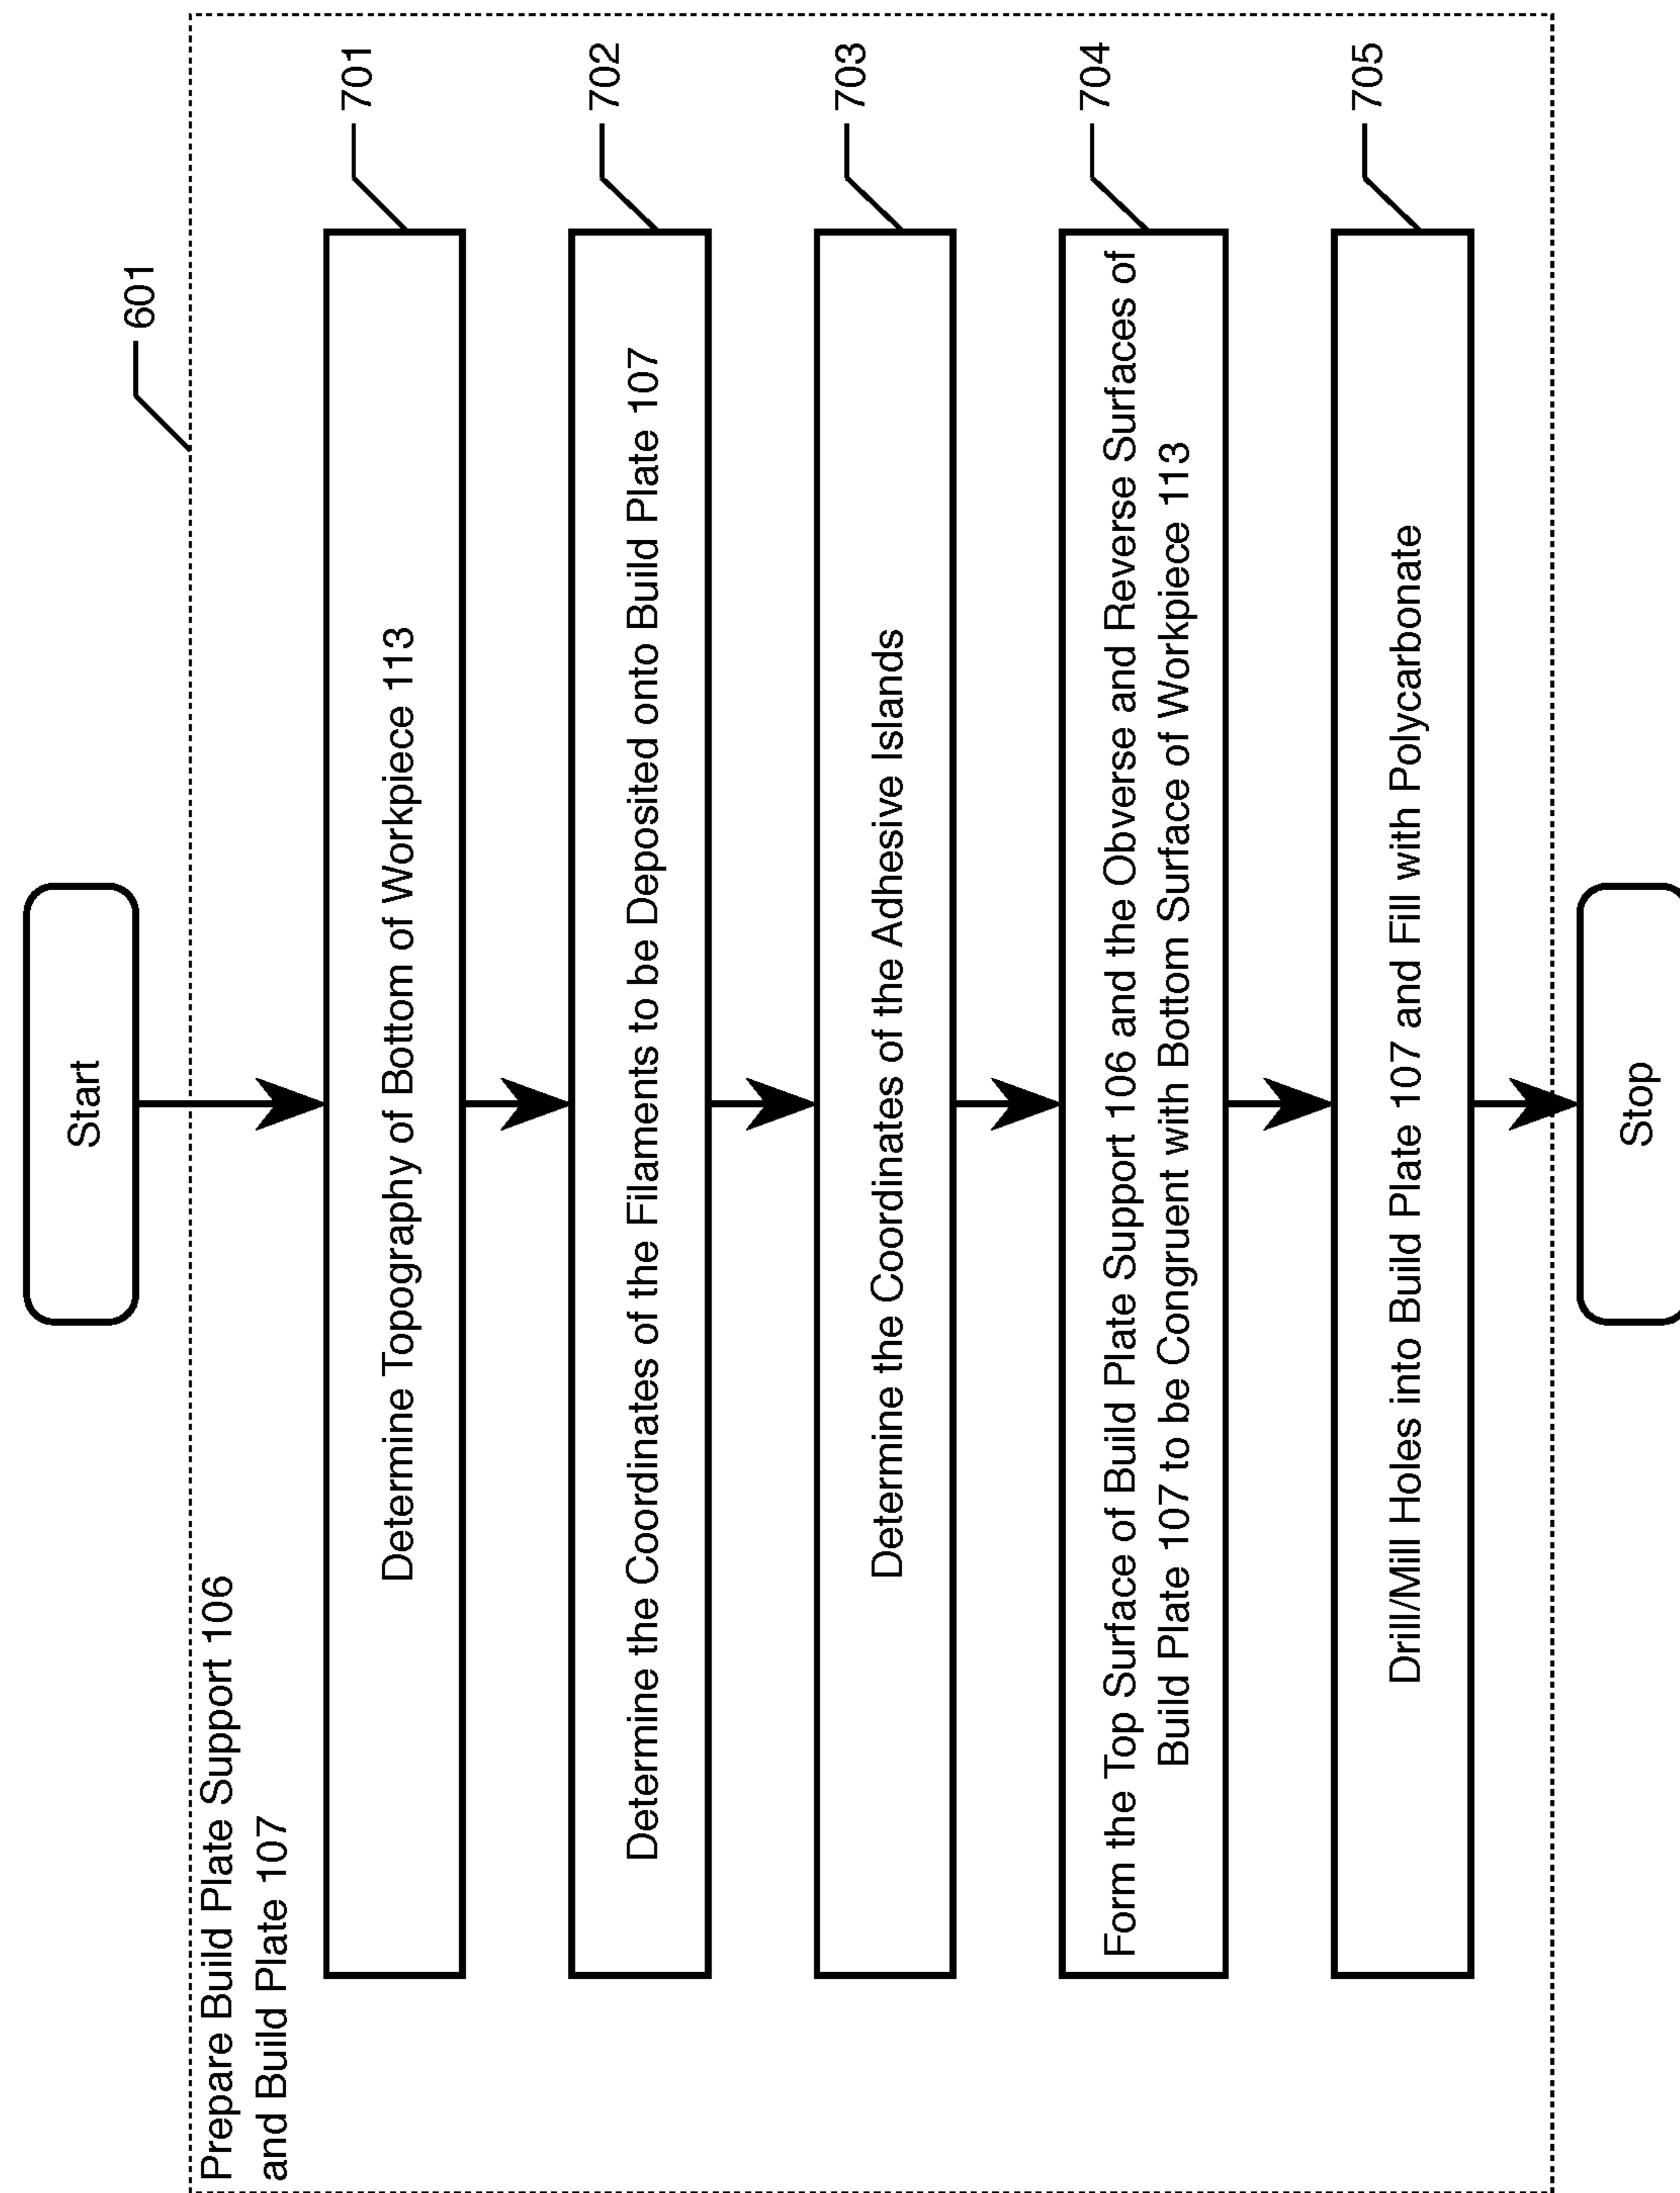 Start
601
Prepare Build Plate Support 106
and Build Plate 107
701
Determine Topography of Bottom of Workpiece 113
702
Determine the Coordinates of the Filaments to be Deposited onto Build Plate 107
703
Determine the Coordinates of the Adhesive Islands
704
Form the Top Surface of Build Plate Support 106 and the Obverse and Reverse Surfaces of
Build Plate 107 to be Congruent with Bottom Surface of Workpiece 113
705
Drill/Mill Holes into Build Plate 107 and Fill with Polycarbonate
Stop